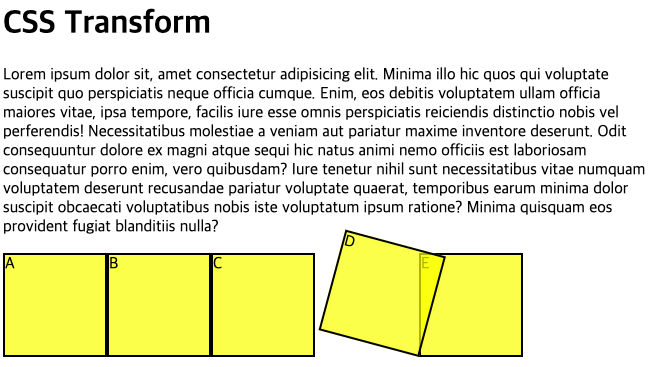 CSS Transform
Lorem ipsum dolor sit, amet consectetur adipisicing elit. Minima illo hic quos qui voluptate
suscipit quo perspiciatis neque officia cumque. Enim, eos debitis voluptatem ullam officia
maiores vitae, ipsa tempore, facilis iure esse omnis perspiciatis reiciendis distinctio nobis vel
perferendis! Necessitatibus molestiae a veniam aut pariatur maxime inventore deserunt. Odit
consequuntur dolore ex magni atque sequi hic natus animi nemo officiis est laboriosam
consequatur porro enim, vero quibusdam? Iure tenetur nihil sunt necessitatibus vitae numquam
voluptatem deserunt recusandae pariatur voluptate quaerat, temporibus earum minima dolor
suscipit obcaecati voluptatibus nobis iste voluptatum ipsum ratione? Minima quisquam eos
provident fugiat blanditiis nulla?
A B C D E